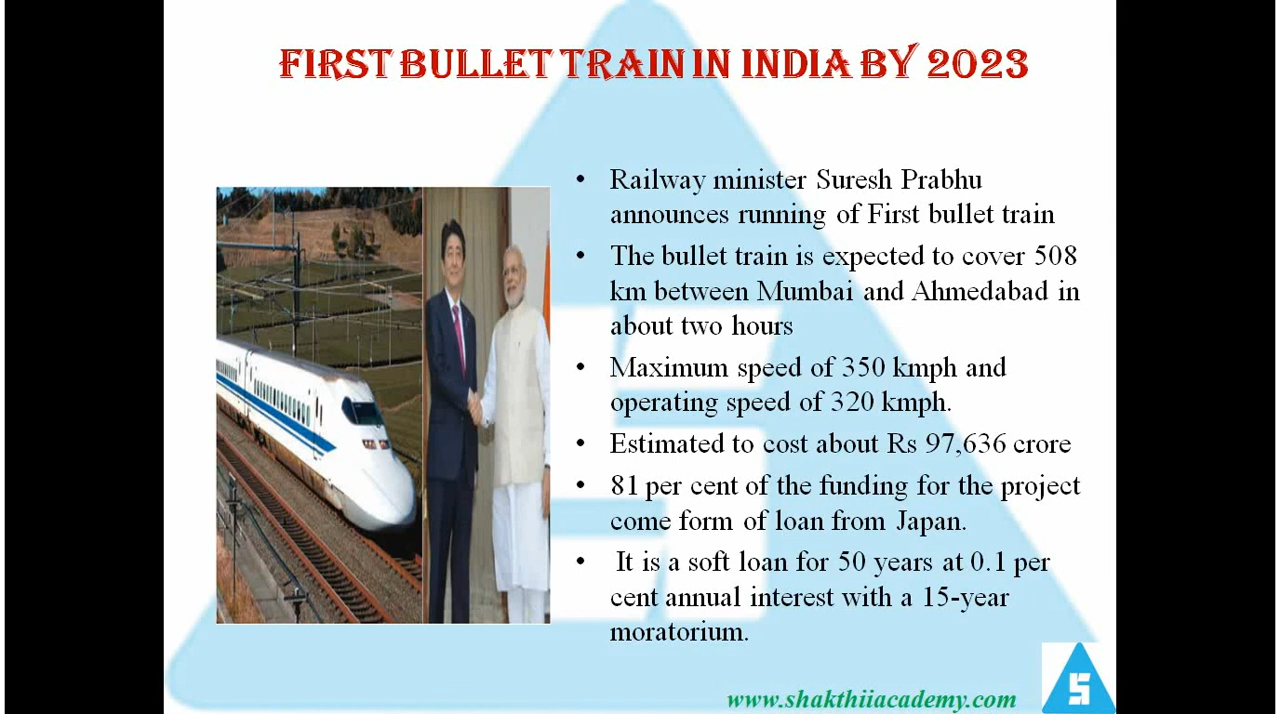 FIRST BULLET TRAIN IN INDIA BY 2023
• Railway minister Suresh Prabhu
announces running of First bullet train
• The bullet train is expected to cover 508
km between Mumbai and Ahmedabad in
about two hours
• Maximum speed of 350 kmph and
operating speed of 320 kmph.
• Estimated to cost about Rs 97,636 crore
• 81 per cent of the funding for the project
come form of loan from Japan.
• It is a soft loan for 50 years at 0.1 per
cent annual interest with a 15-year
moratorium.
www.shakthiiacademy.com
S